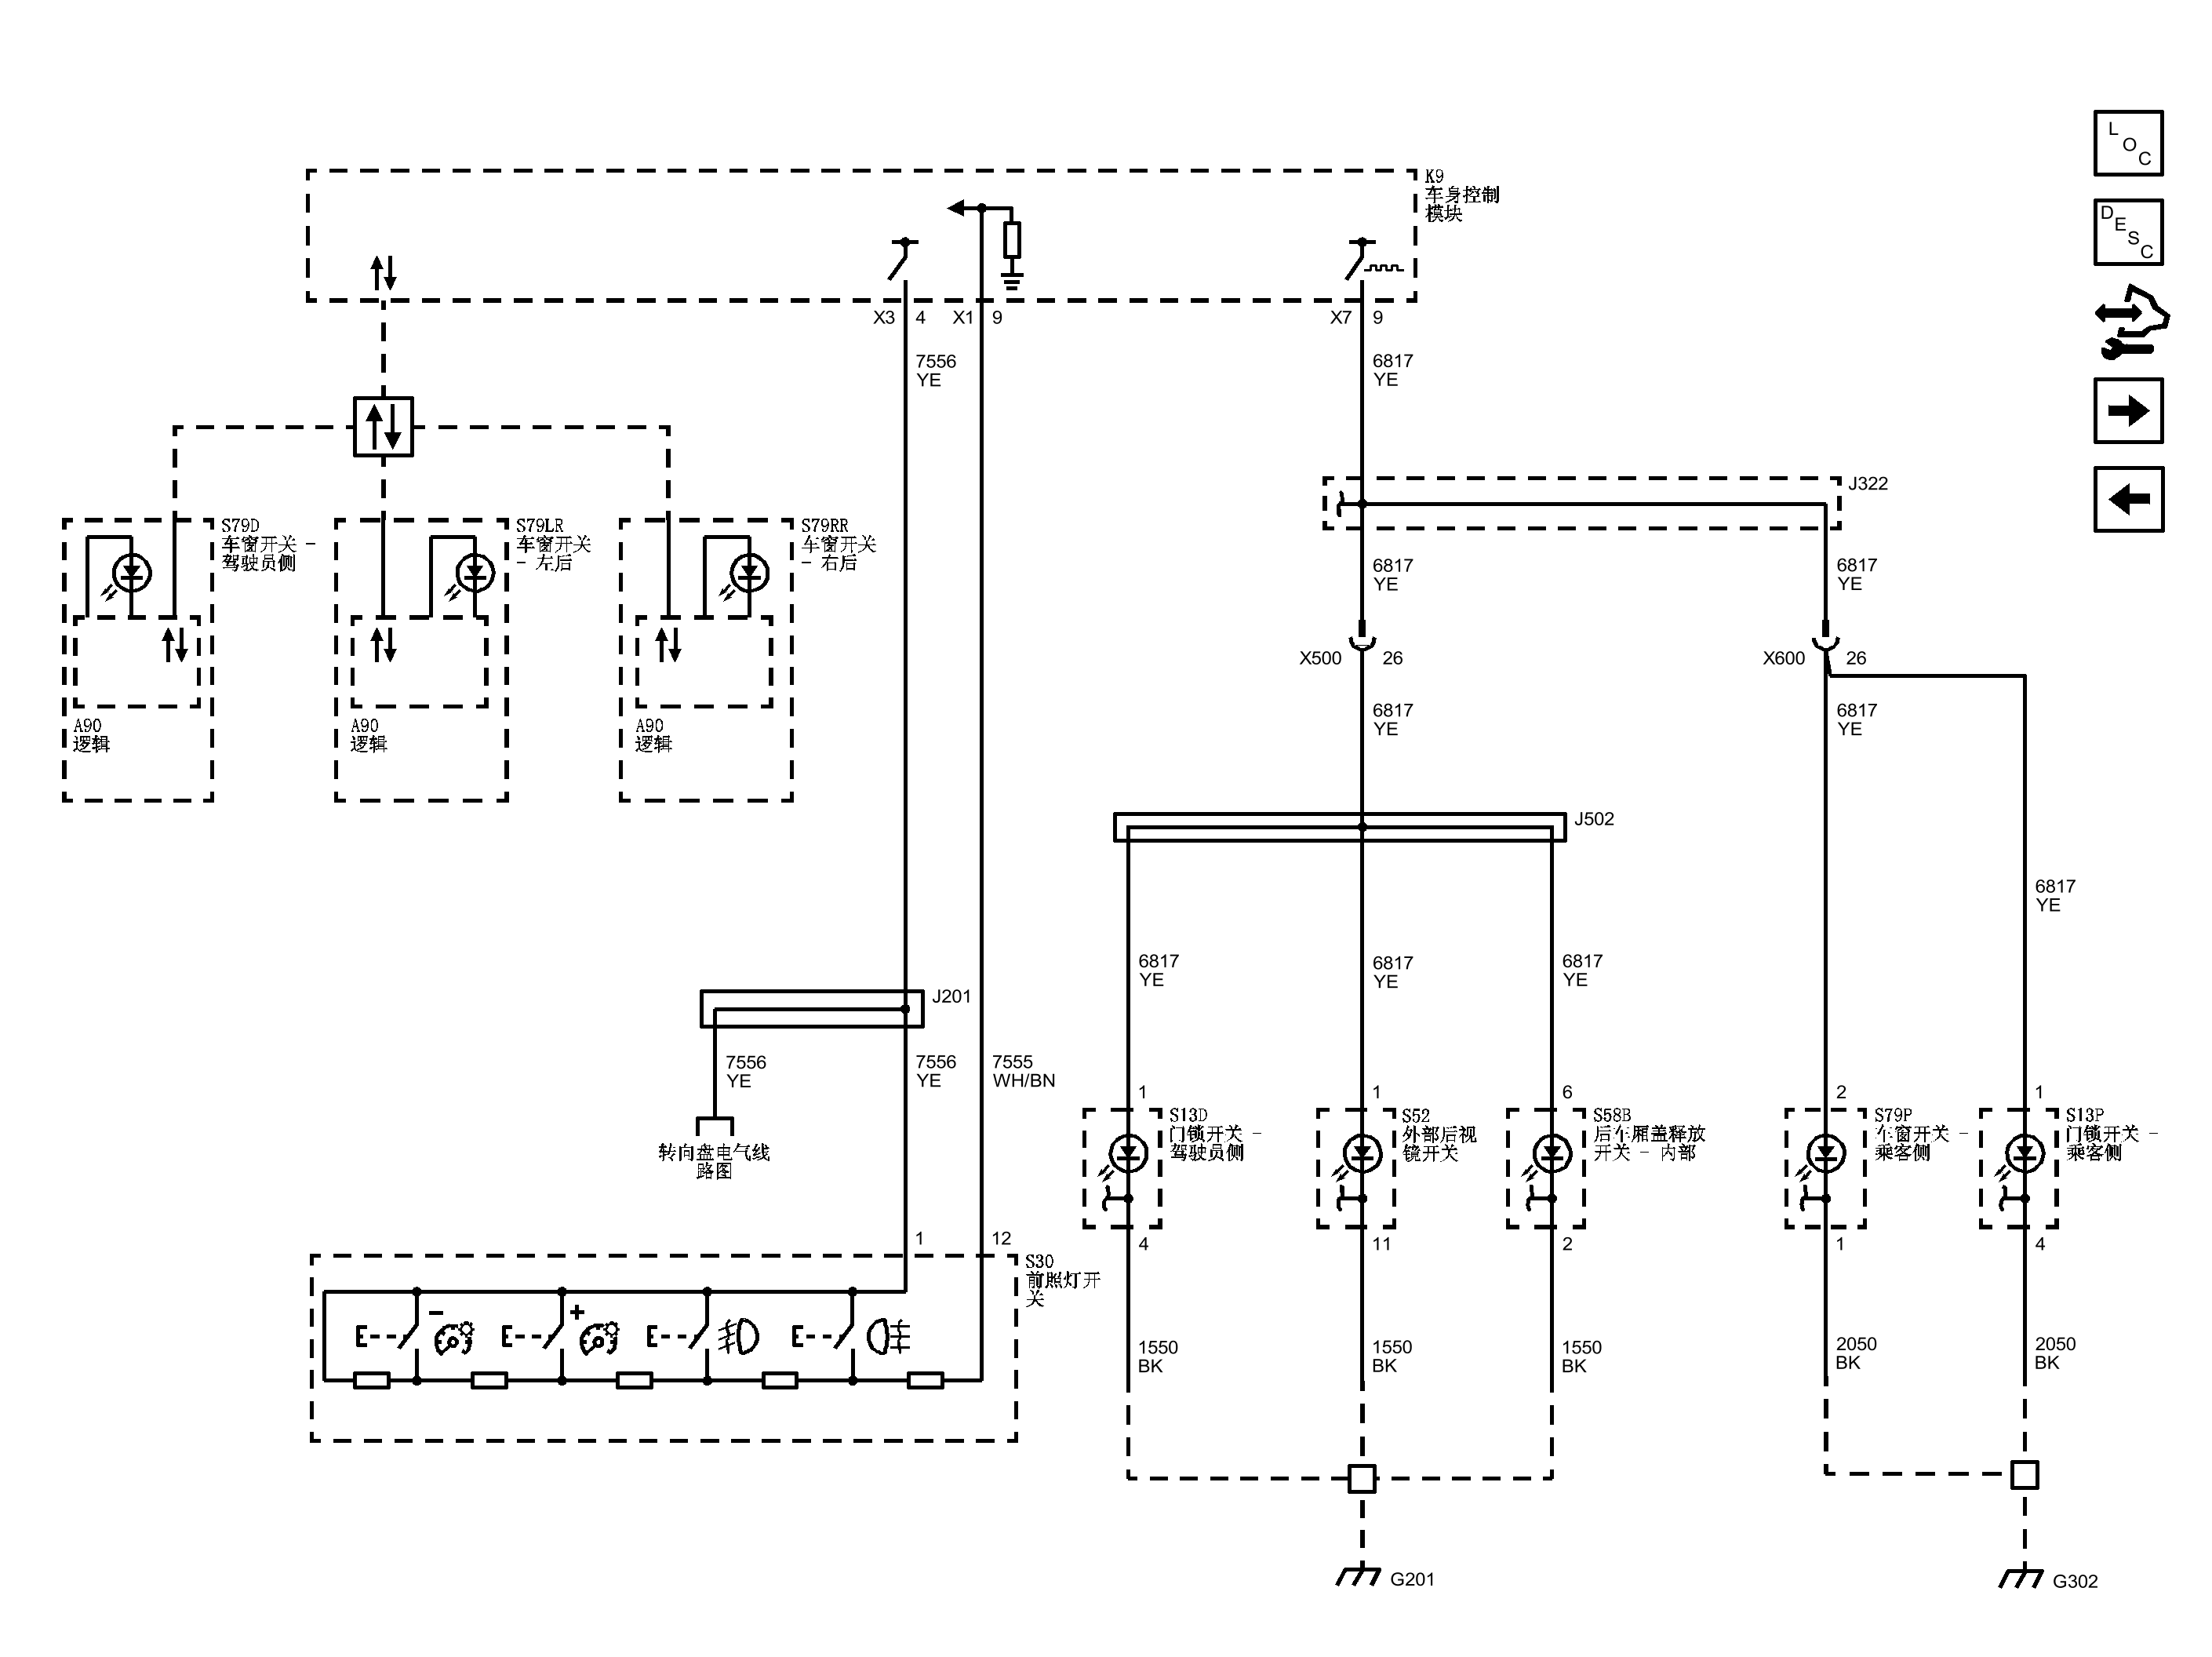 L
O
C
D
E
S
C
K9
车身控制
模块
X3 4 X1 9
X7 9
7556
YE
6817
YE
J322
S79D
车窗开关 -
驾驶员侧
S79LR
车窗开关
- 左后
S79RR
车窗开关
- 右后
6817
YE
6817
YE
X500 26
X600 26
A90
逻辑
A90
逻辑
A90
逻辑
6817
YE
6817
YE
J502
6817
YE
6817
YE
6817
YE
6817
YE
J201
7556
YE
7556
YE
7555
WH/BN
转向盘电气线
路图
1
S13D
门锁开关 -
驾驶员侧
4
1
S52
外部后视
镜开关
11
6
S58B
后车厢盖释放
开关 - 内部
2
2
S79P
车窗开关 -
乘客侧
1
1
S13P
门锁开关 -
乘客侧
4
1 12
S30
前照灯开
关
- +
1550
BK
1550
BK
1550
BK
2050
BK
2050
BK
G201
G302